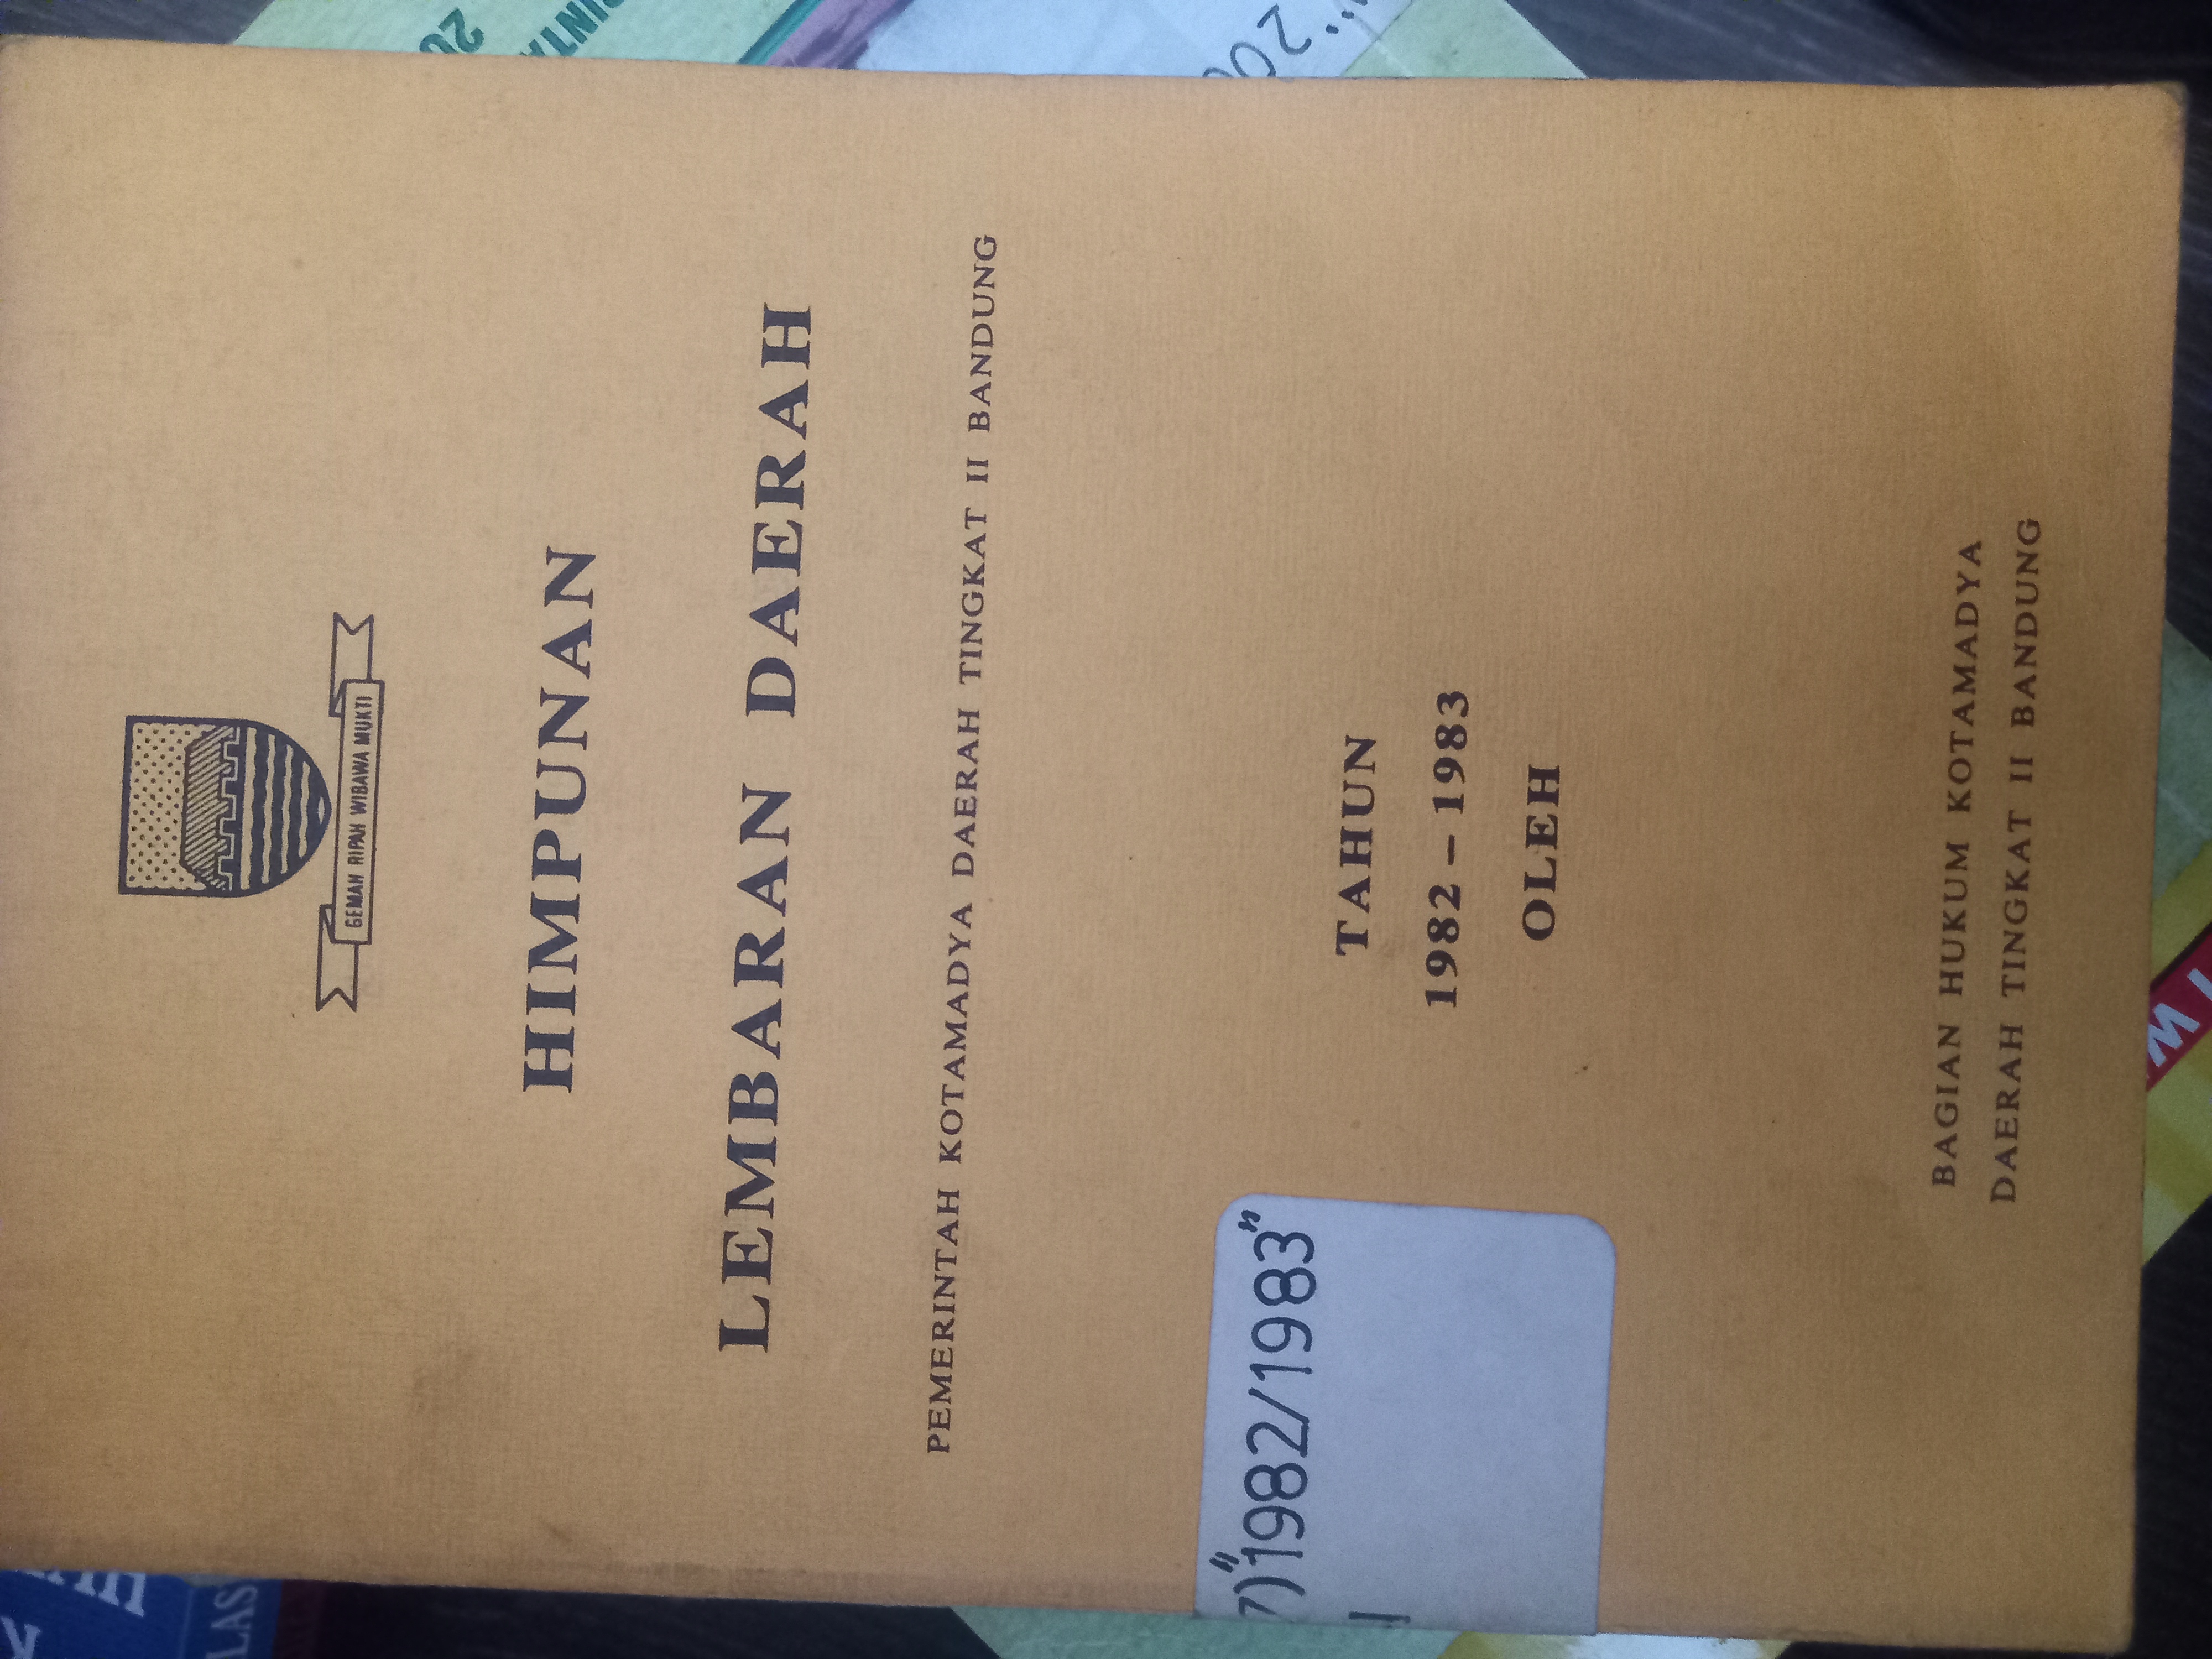 GEMAH RIPAH WIBAWA MUKTI
HIMPUNAN
LEMBARAN DAERAH
PEMERINTAH KOTAMADYA DAERAH TINGKAT II BANDUNG
TAHUN
1982 – 1983
OLEH
7)"1982/1983"
BAGIAN HUKUM KOTAMADYA
DAERAH TINGKAT II BANDUNG